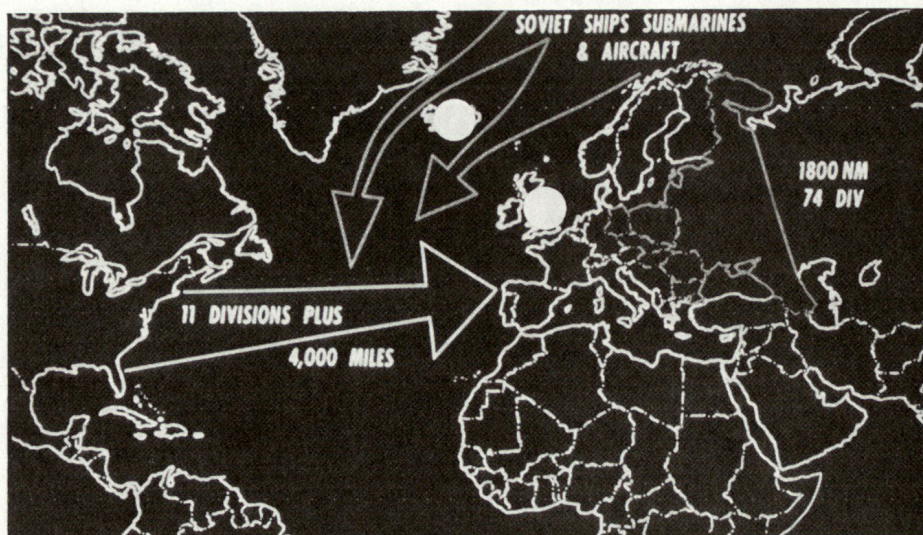 SOVIET SHIPS SUBMARINES
& AIRCRAFT
1800 NM
74 DIV
11 DIVISIONS PLUS
4,000 MILES